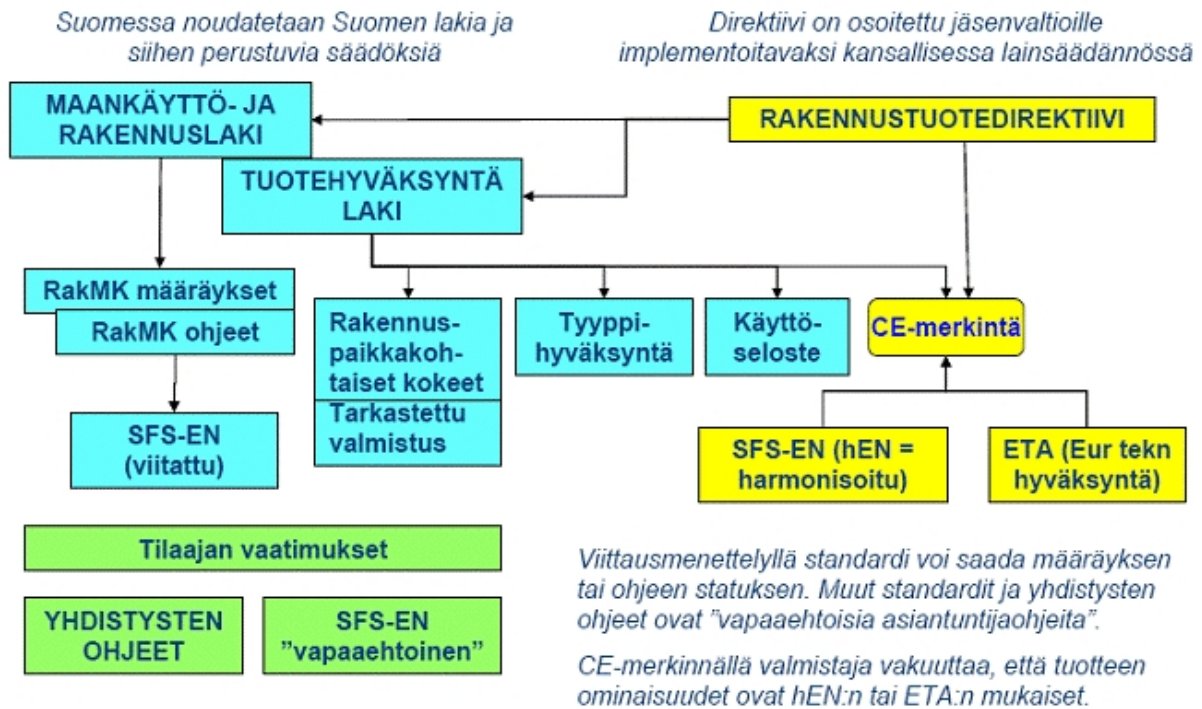 Suomessa noudatetaan Suomen lakia ja
siihen perustuvia säädöksiä
Direktiivi on osoitettu jäsenvaltioille
implementoitavaksi kansallisessa lainsäädännössä
MAANKÄYTTÖ- JA
RAKENNUSLAKI
RAKENNUSTUOTEDIREKTIIVI
TUOTEHYVÄKSYNTÄ
LAKI
RakMK määräykset
RakMK ohjeet
SFS-EN
(viitattu)
Rakennus-
paikkakoh-
taiset kokeet
Tarkastettu
valmistus
Tyyppi-
hyväksyntä
Käyttö-
seloste
CE-merkintä
SFS-EN (hEN =
harmonisoitu)
ETA (Eur tekn
hyväksyntä)
Tilaajan vaatimukset
YHDISTYSTEN
OHJEET
SFS-EN
”vapaaehtoinen”
Viittausmenettelyllä standardi voi saada määräyksen
tai ohjeen statuksen. Muut standardit ja yhdistysten
ohjeet ovat ”vapaaehtoisia asiantuntijaohjeita”.
CE-merkinnällä valmistaja vakuuttaa, että tuotteen
ominaisuudet ovat hEN:n tai ETA:n mukaiset.